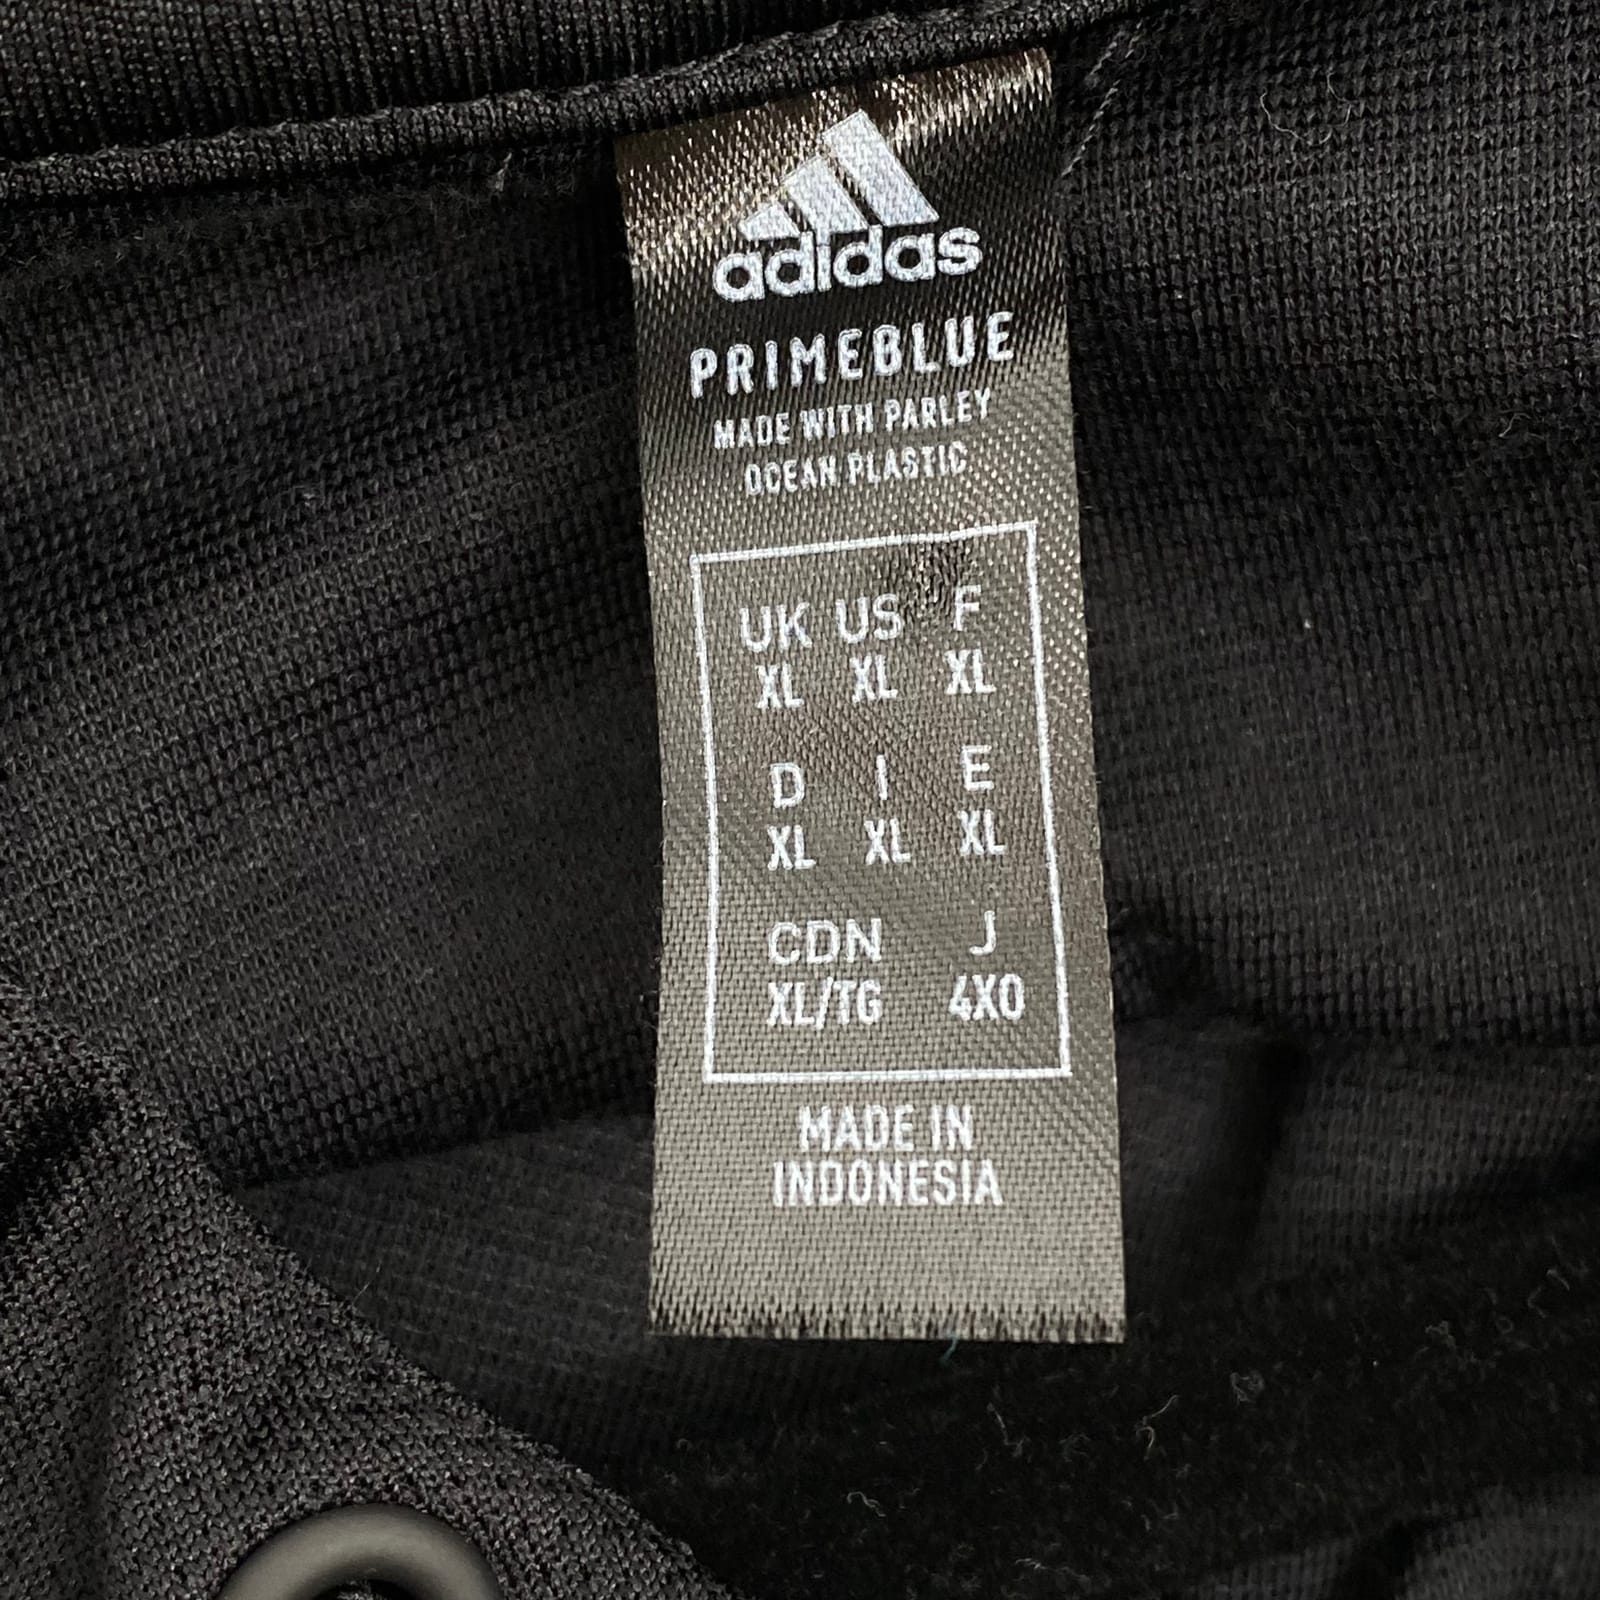 adidas
PRIMEBLUE
MADE WITH PARLEY
OCEAN PLASTIC
UK US F
XL XL XL
D I E
XL XL XL
CDN J
XL/TG 4XO
MADE IN
INDONESIA